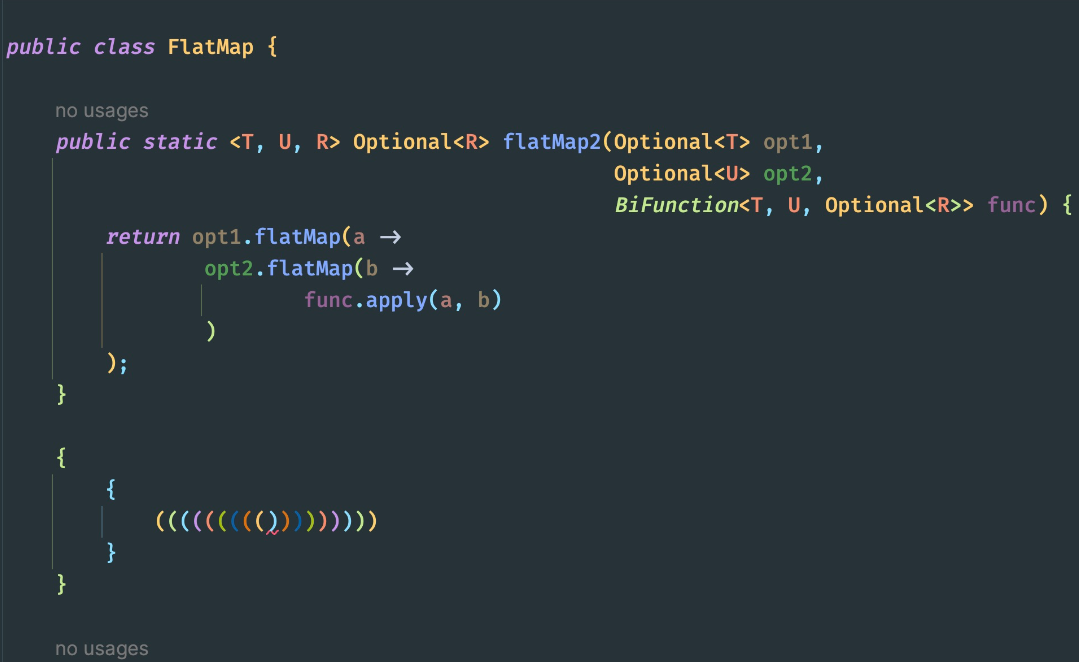 public class FlatMap {
no usages
public static <T, U, R> Optional<R> flatMap2(Optional<T> opt1,
Optional<U> opt2,
BiFunction<T, U, Optional<R>> func) {
return opt1.flatMap(a ->
opt2.flatMap(b ->
func.apply(a, b)
)
);
}
{
{
((((((((()))))))))
}
}
no usages